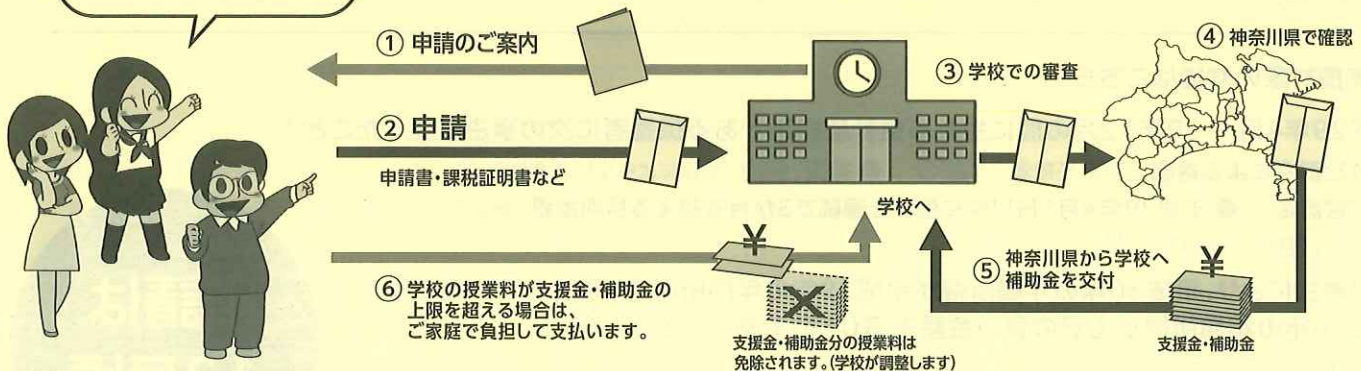 ① 申請のご案内
② 申請
申請書・課税証明書など
③ 学校での審査
④ 神奈川県で確認
学校へ
⑤ 神奈川県から学校へ
補助金を交付
¥
支援金・補助金
⑥ 学校の授業料が支援金・補助金の
上限を超える場合は、
ご家庭で負担して支払います。
¥
支援金・補助金分の授業料は
免除されます。(学校が調整します)